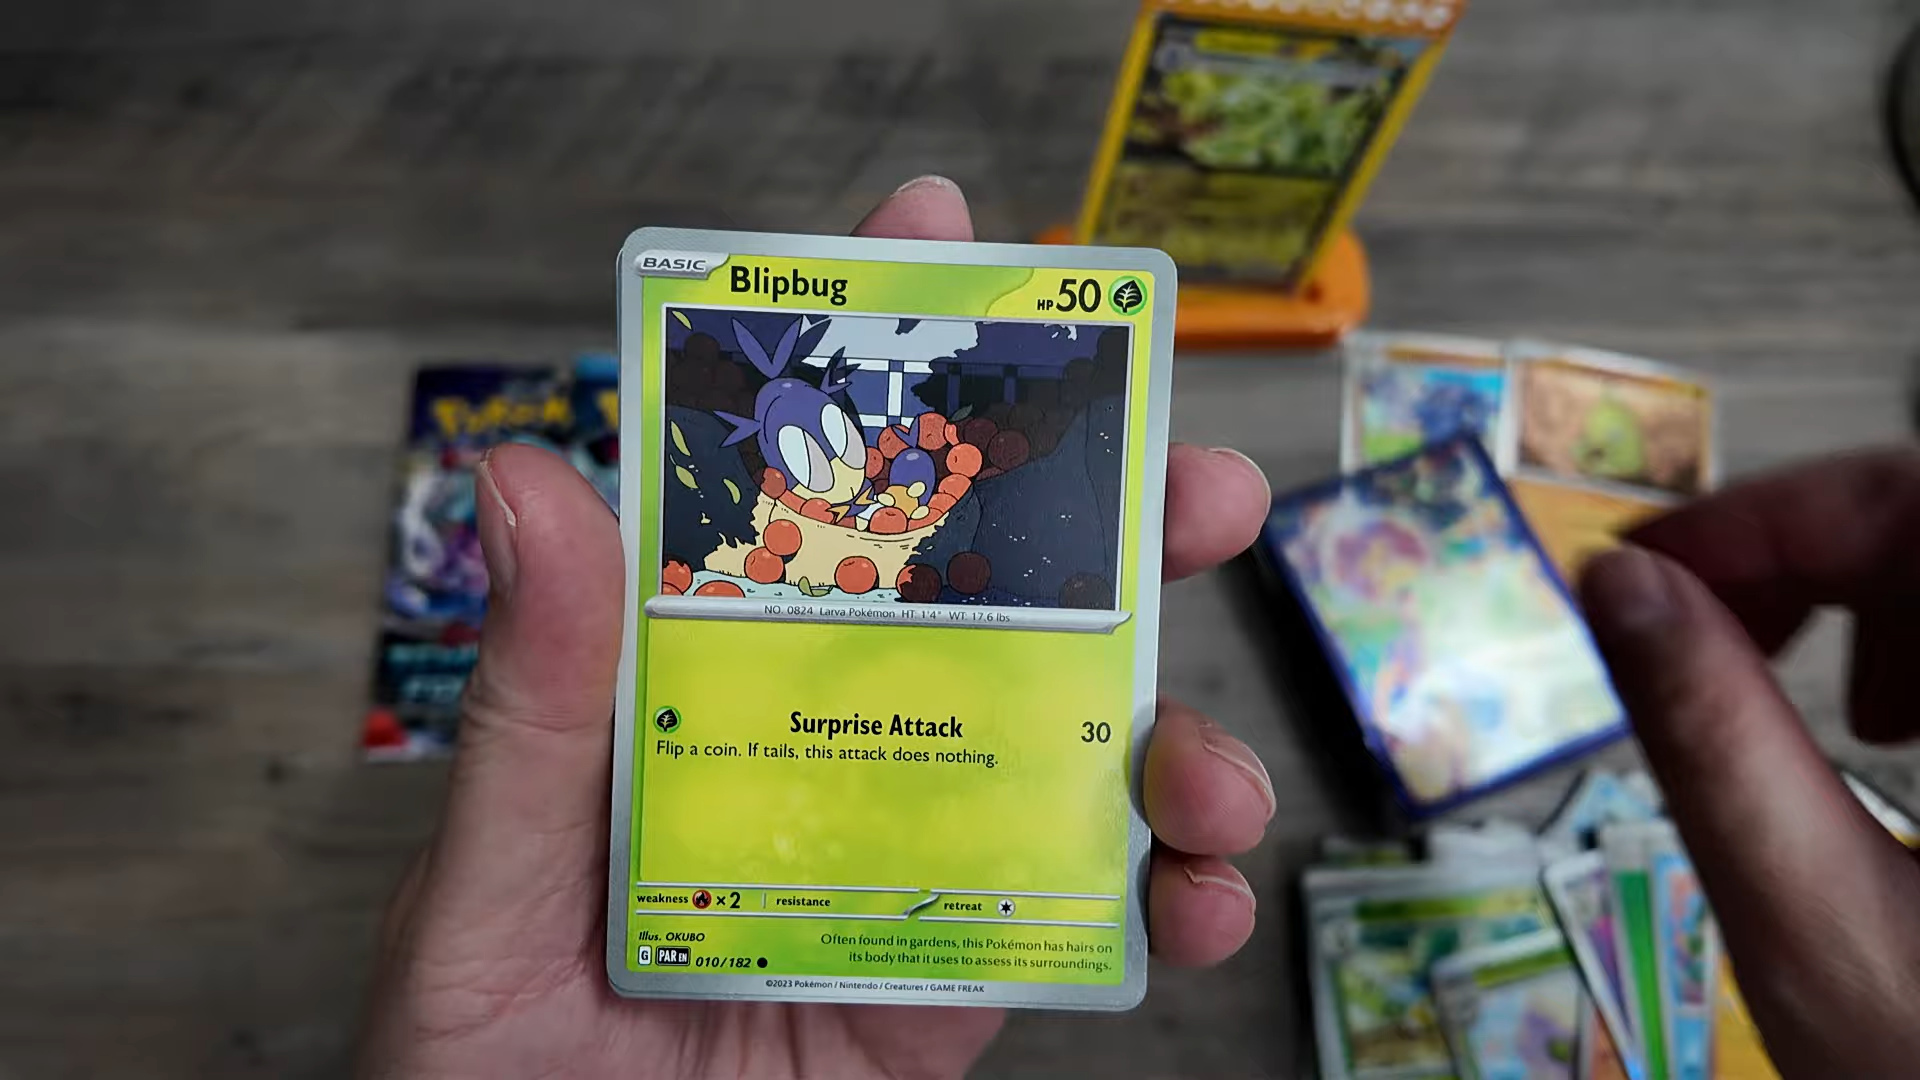 BASIC
Blipbug
HP 50
NO. 0824 Larva Pokémon HT: 1'4" WT: 17.6 lbs
Surprise Attack 30
Flip a coin. If tails, this attack does nothing.
weakness ×2 resistance retreat
Illus. OKUBO
Often found in gardens, this Pokémon has hairs on
its body that it uses to assess its surroundings.
G PAR EN 010/182
©2023 Pokémon / Nintendo / Creatures / GAME FREAK